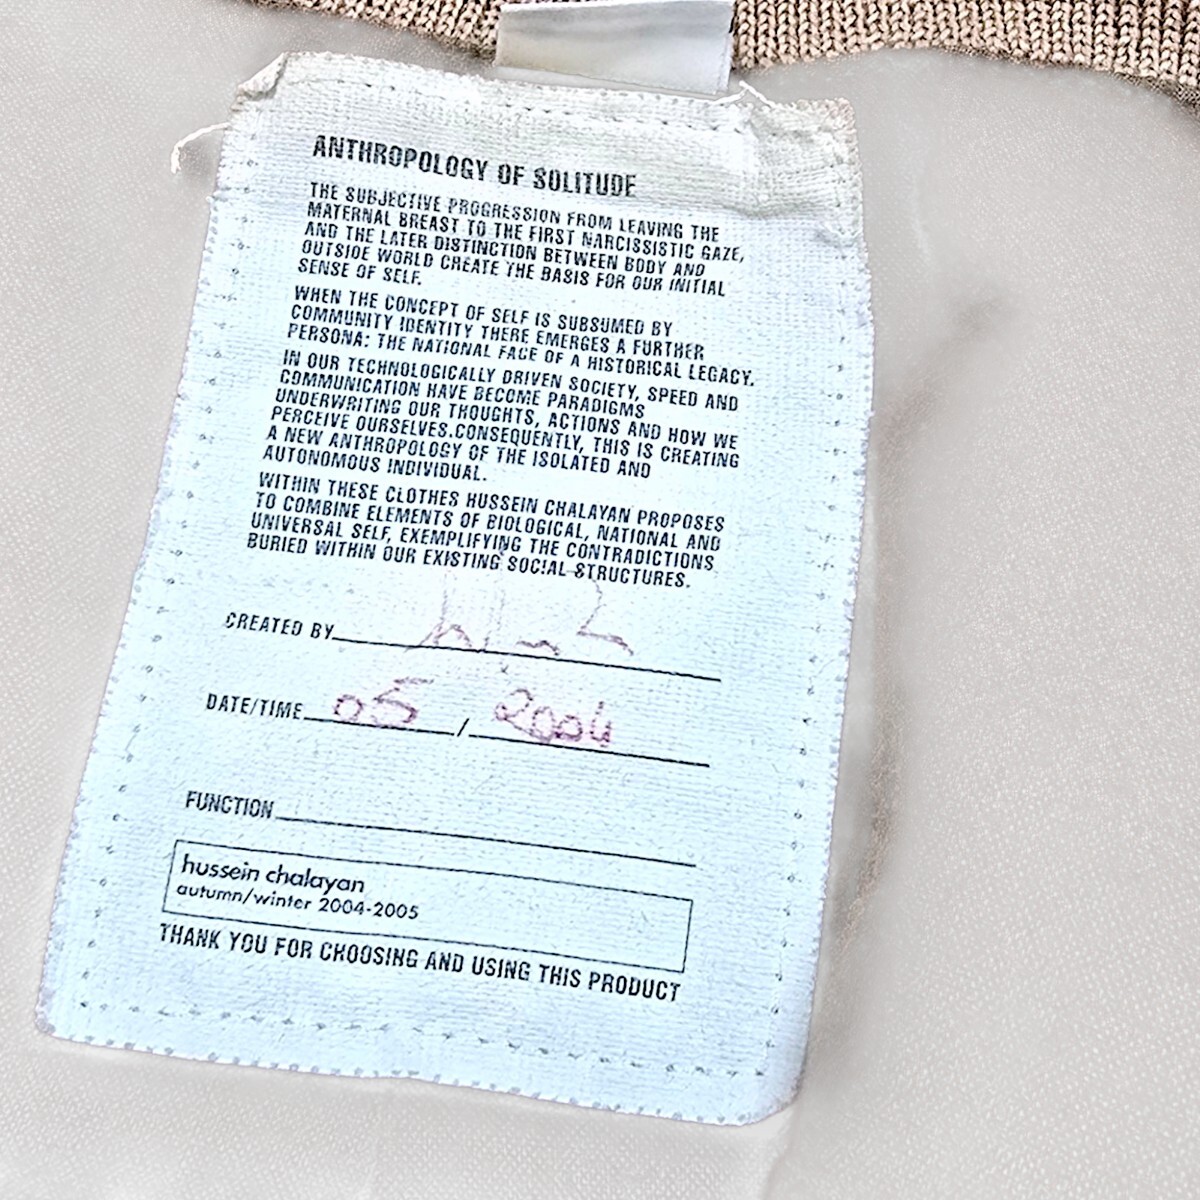 ANTHROPOLOGY OF SOLITUDE
THE SUBJECTIVE PROGRESSION FROM LEAVING THE
MATERNAL BREAST TO THE FIRST NARCISSISTIC GAZE,
AND THE LATER DISTINCTION BETWEEN BODY AND
OUTSIDE WORLD CREATE THE BASIS FOR OUR INITIAL
SENSE OF SELF.
WHEN THE CONCEPT OF SELF IS SUBSUMED BY
COMMUNITY IDENTITY THERE EMERGES A FURTHER
PERSONA: THE NATIONAL FACE OF A HISTORICAL LEGACY.
IN OUR TECHNOLOGICALLY DRIVEN SOCIETY, SPEED AND
COMMUNICATION HAVE BECOME PARADIGMS
UNDERWRITING OUR THOUGHTS, ACTIONS AND HOW WE
PERCEIVE OURSELVES.CONSEQUENTLY, THIS IS CREATING
A NEW ANTHROPOLOGY OF THE ISOLATED AND
AUTONOMOUS INDIVIDUAL.
WITHIN THESE CLOTHES HUSSEIN CHALAYAN PROPOSES
TO COMBINE ELEMENTS OF BIOLOGICAL, NATIONAL AND
UNIVERSAL SELF, EXEMPLIFYING THE CONTRADICTIONS
BURIED WITHIN OUR EXISTING SOCIAL STRUCTURES.
CREATED BY
DATE/TIME 05 / 2004
FUNCTION
hussein chalayan
autumn/winter 2004-2005
THANK YOU FOR CHOOSING AND USING THIS PRODUCT